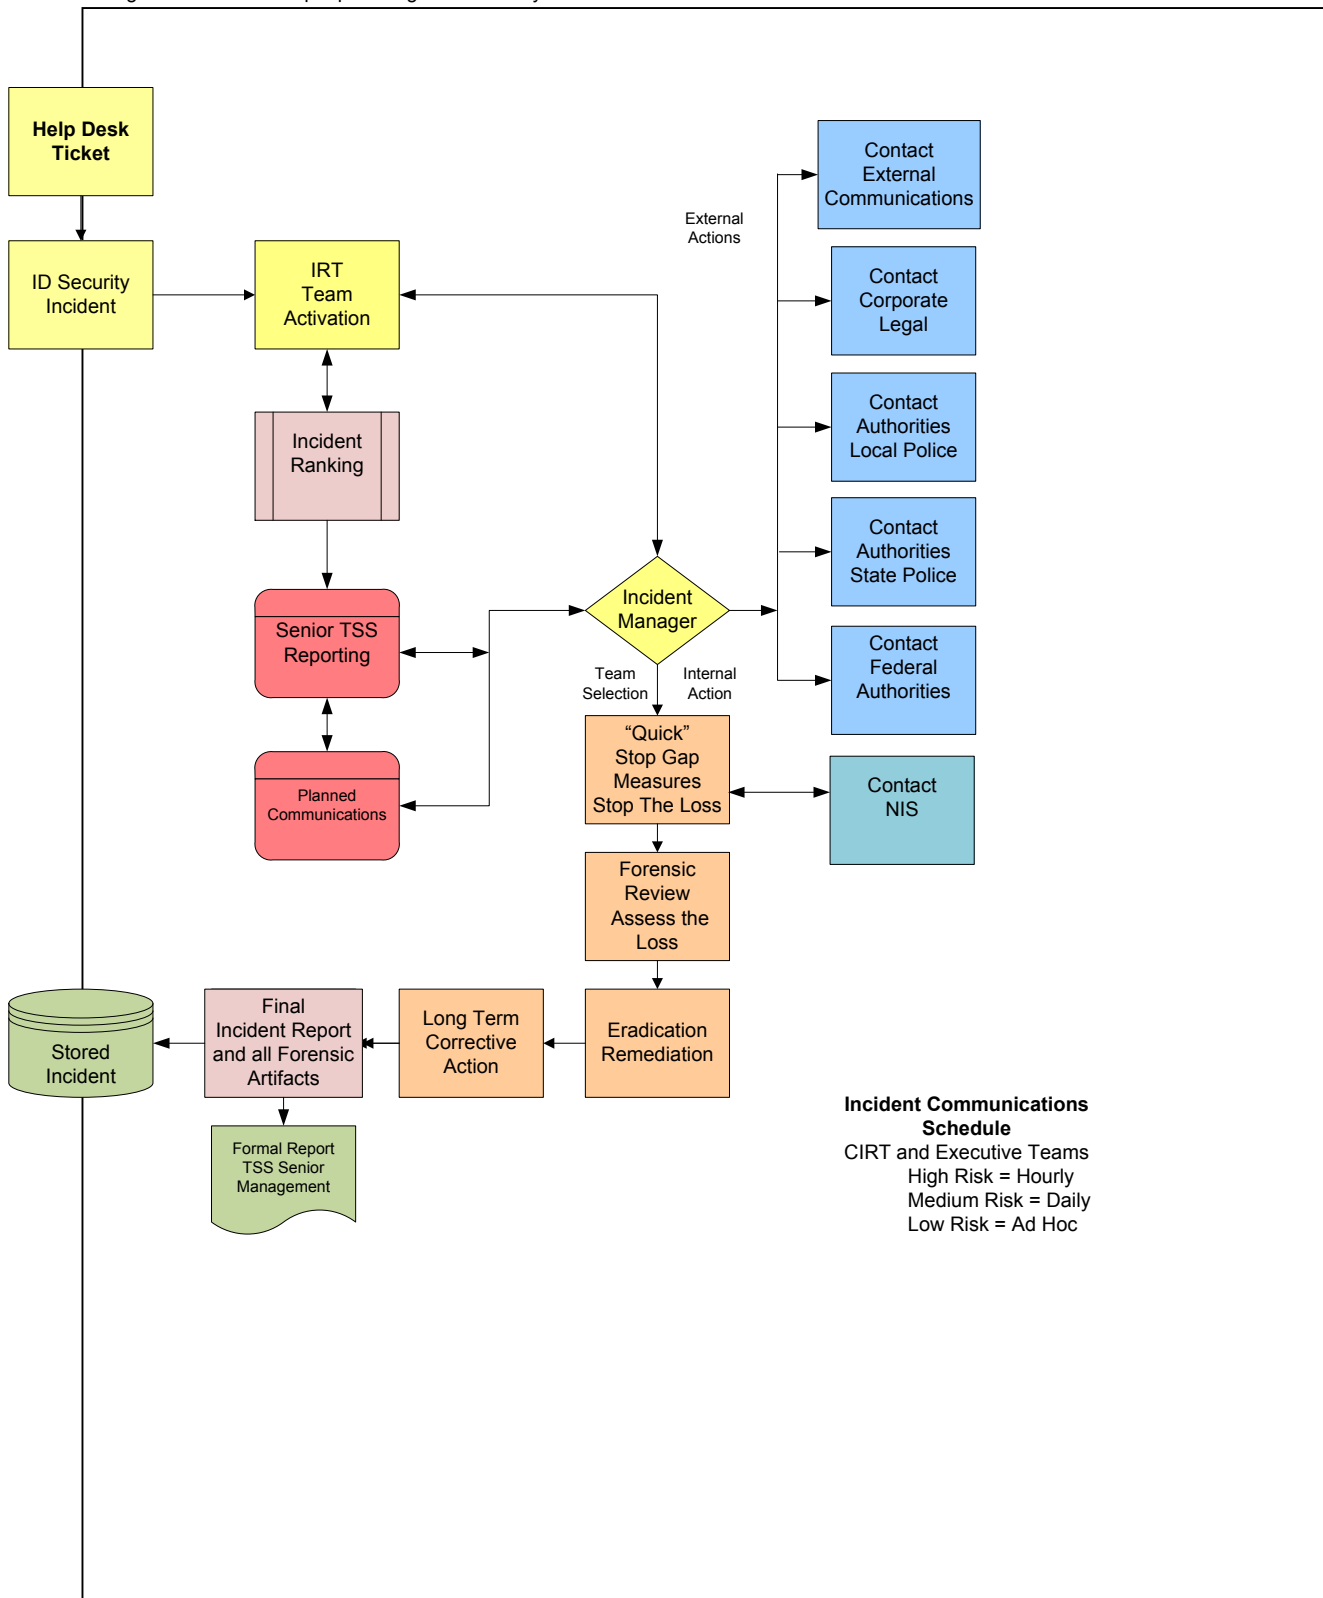 Help Desk
Ticket
ID Security
Incident
IRT
Team
Activation
Incident
Ranking
Senior TSS
Reporting
Planned
Communications
Incident
Manager
External
Actions
Contact
External
Communications
Contact
Corporate
Legal
Contact
Authorities
Local Police
Contact
Authorities
State Police
Contact
Federal
Authorities
Team
Selection
Internal
Action
“Quick”
Stop Gap
Measures
Stop The Loss
Contact
NIS
Forensic
Review
Assess the
Loss
Eradication
Remediation
Long Term
Corrective
Action
Final
Incident Report
and all Forensic
Artifacts
Stored
Incident
Formal Report
TSS Senior
Management
Incident Communications
Schedule
CIRT and Executive Teams
High Risk = Hourly
Medium Risk = Daily
Low Risk = Ad Hoc